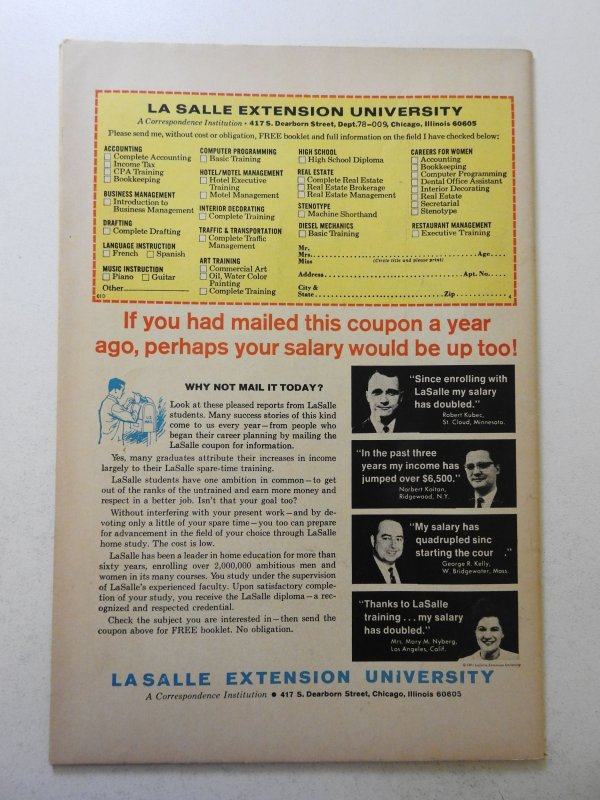 LA SALLE EXTENSION UNIVERSITY
A Correspondence Institution • 417 S. Dearborn Street, Dept. 78-009, Chicago, Illinois 60605
Please send me, without cost or obligation, FREE booklet and full information on the field I have checked below:
ACCOUNTING
Complete Accounting
Income Tax
CPA Training
Bookkeeping
BUSINESS MANAGEMENT
Introduction to
Business Management
DRAFTING
Complete Drafting
LANGUAGE INSTRUCTION
French Spanish
MUSIC INSTRUCTION
Piano Guitar
Other
COMPUTER PROGRAMMING
Basic Training
HOTEL/MOTEL MANAGEMENT
Hotel Executive
Training
Motel Management
INTERIOR DECORATING
Complete Training
TRAFFIC & TRANSPORTATION
Complete Traffic
Management
ART TRAINING
Commercial Art
Oil, Water Color
Painting
Complete Training
HIGH SCHOOL
High School Diploma
REAL ESTATE
Complete Real Estate
Real Estate Brokerage
Real Estate Management
STENOTYPE
Machine Shorthand
DIESEL MECHANICS
Basic Training
CAREERS FOR WOMEN
Accounting
Bookkeeping
Computer Programming
Dental Office Assistant
Interior Decorating
Real Estate
Secretarial
Stenotype
RESTAURANT MANAGEMENT
Executive Training
Mr.
Mrs. Age
Miss (Circle title and please print)
Address Apt. No.
City &
State Zip
010 4
If you had mailed this coupon a year
ago, perhaps your salary would be up too!
WHY NOT MAIL IT TODAY?
Look at these pleased reports from LaSalle
students. Many success stories of this kind
come to us every year—from people who
began their career planning by mailing the
LaSalle coupon for information.
Yes, many graduates attribute their increases in income
largely to their LaSalle spare-time training.
LaSalle students have one ambition in common—to get
out of the ranks of the untrained and earn more money and
respect in a better job. Isn't that your goal too?
Without interfering with your present work—and by de-
voting only a little of your spare time—you too can prepare
for advancement in the field of your choice through LaSalle
home study. The cost is low.
LaSalle has been a leader in home education for more than
sixty years, enrolling over 2,000,000 ambitious men and
women in its many courses. You study under the supervision
of LaSalle's experienced faculty. Upon satisfactory comple-
tion of your study, you receive the LaSalle diploma—a rec-
ognized and respected credential.
Check the subject you are interested in—then send the
coupon above for FREE booklet. No obligation.
"Since enrolling with
LaSalle my salary
has doubled."
Robert Kubec,
St. Cloud, Minnesota.
"In the past three
years my income has
jumped over $6,500."
Norbert Koitan,
Ridgewood, N.Y.
"My salary has
quadrupled sinc
starting the cour ."
George R. Kelly,
W. Bridgewater, Mass.
"Thanks to LaSalle
training . . . my salary
has doubled."
Mrs. Mary M. Nyberg,
Los Angeles, Calif.
LaSalle Extension University
LASALLE EXTENSION UNIVERSITY
A Correspondence Institution • 417 S. Dearborn Street, Chicago, Illinois 60605